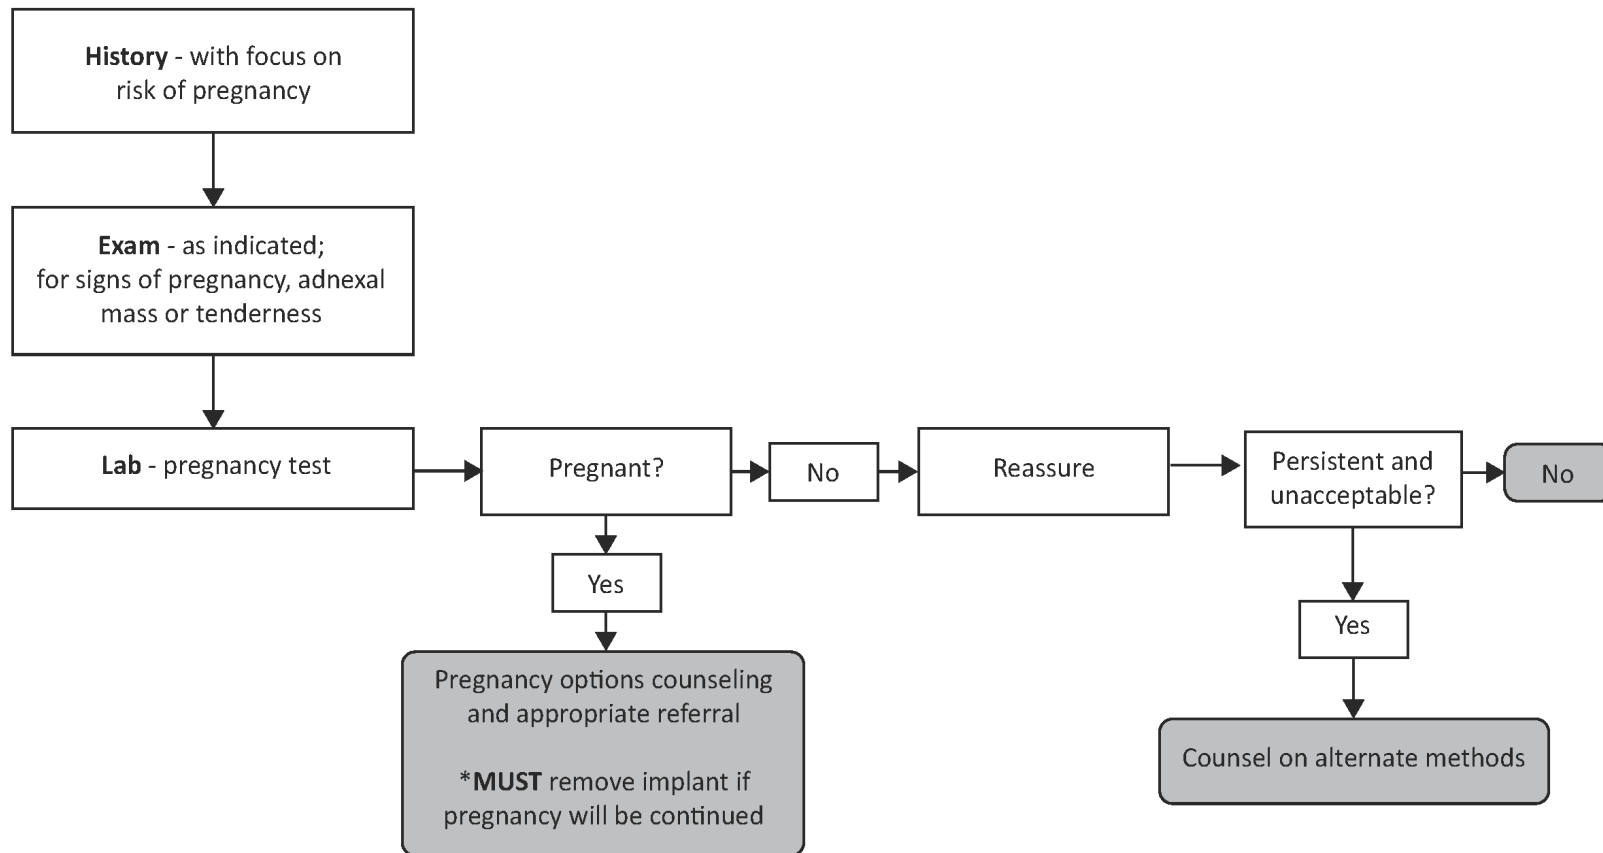 History - with focus on
risk of pregnancy
Exam - as indicated;
for signs of pregnancy, adnexal
mass or tenderness
Lab - pregnancy test
Pregnant?
No
Reassure
Persistent and
unacceptable?
No
Yes
Pregnancy options counseling
and appropriate referral
*MUST remove implant if
pregnancy will be continued
Yes
Counsel on alternate methods